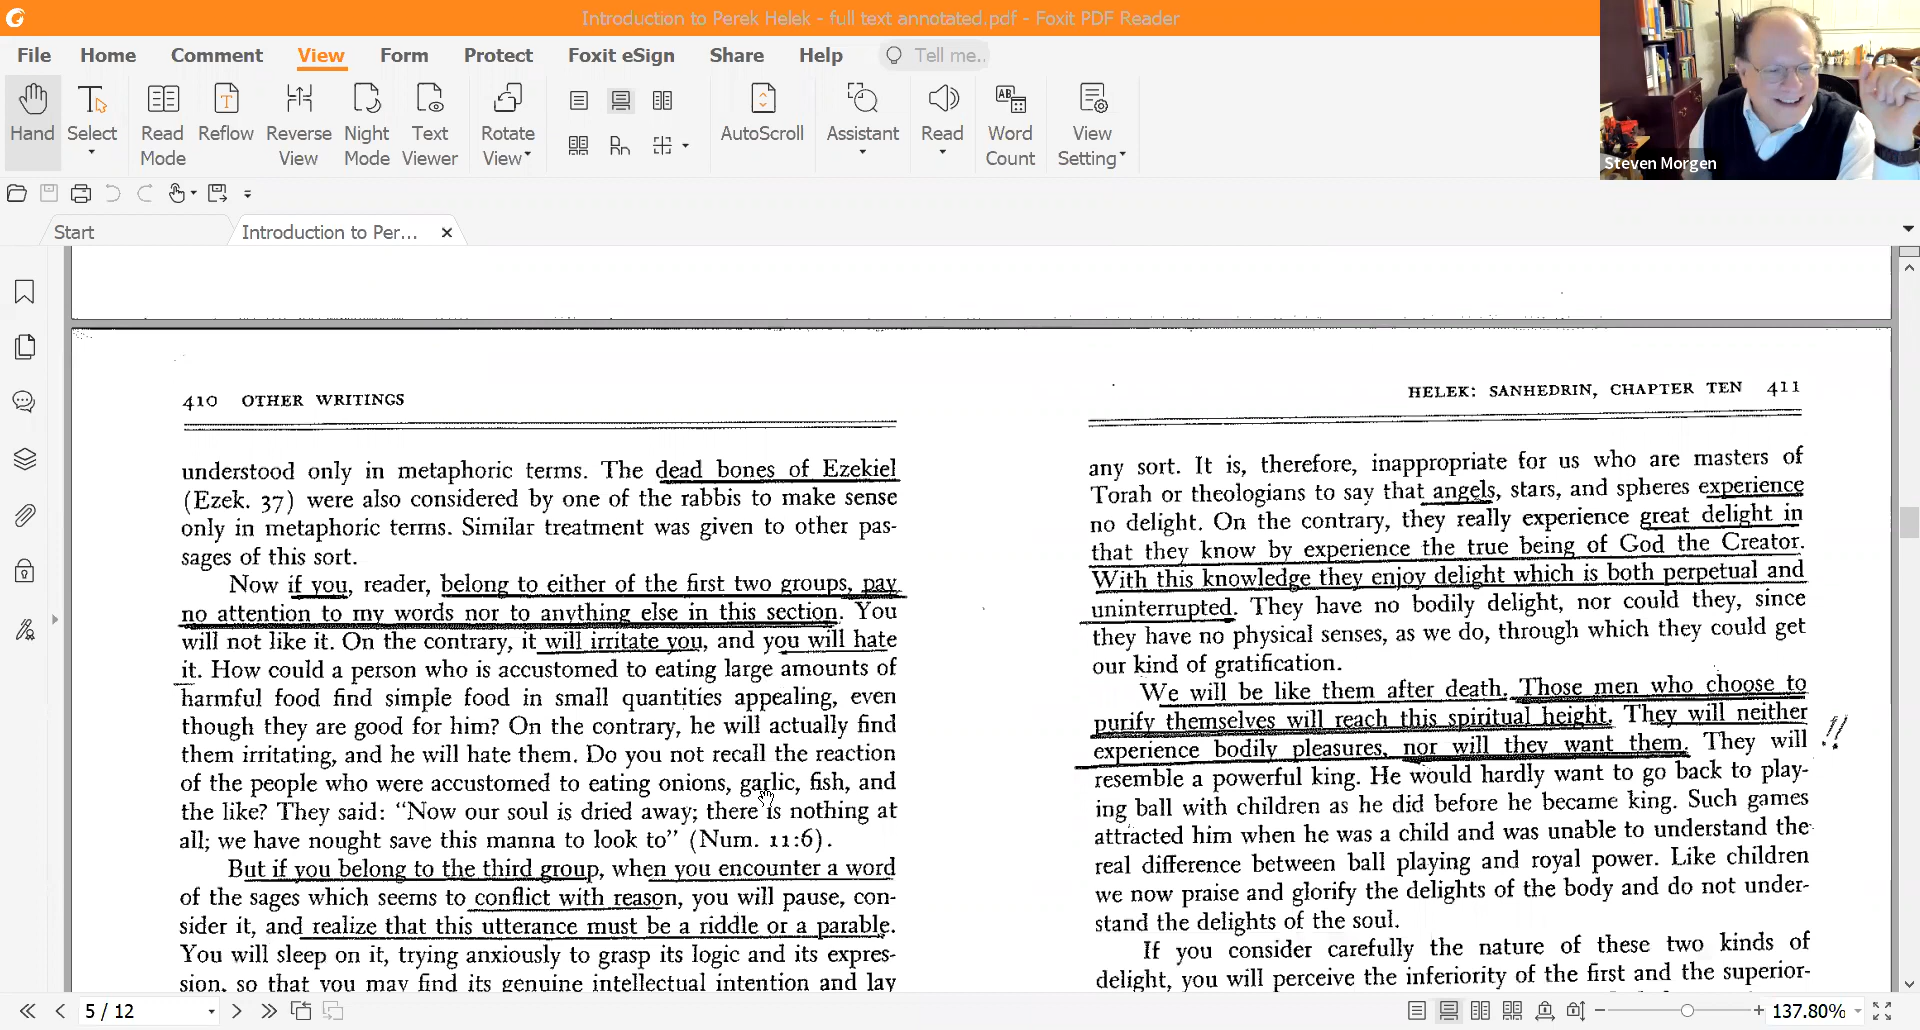 Introduction to Perek Helek - full text annotated.pdf - Foxit PDF Reader
File Home Comment View Form Protect Foxit eSign Share Help Tell me..
Hand Select Read Mode Reflow Reverse View Night Mode Text Viewer Rotate View AutoScroll Assistant Read Word Count View Setting
Steven Morgen
Start Introduction to Per...
410 OTHER WRITINGS
understood only in metaphoric terms. The dead bones of Ezekiel
(Ezek. 37) were also considered by one of the rabbis to make sense
only in metaphoric terms. Similar treatment was given to other pas-
sages of this sort.
Now if you, reader, belong to either of the first two groups, pay
no attention to my words nor to anything else in this section. You
will not like it. On the contrary, it will irritate you, and you will hate
it. How could a person who is accustomed to eating large amounts of
harmful food find simple food in small quantities appealing, even
though they are good for him? On the contrary, he will actually find
them irritating, and he will hate them. Do you not recall the reaction
of the people who were accustomed to eating onions, garlic, fish, and
the like? They said: “Now our soul is dried away; there is nothing at
all; we have nought save this manna to look to” (Num. 11:6).
But if you belong to the third group, when you encounter a word
of the sages which seems to conflict with reason, you will pause, con-
sider it, and realize that this utterance must be a riddle or a parable.
You will sleep on it, trying anxiously to grasp its logic and its expres-
sion, so that you may find its genuine intellectual intention and lay
HELEK: SANHEDRIN, CHAPTER TEN 411
any sort. It is, therefore, inappropriate for us who are masters of
Torah or theologians to say that angels, stars, and spheres experience
no delight. On the contrary, they really experience great delight in
that they know by experience the true being of God the Creator.
With this knowledge they enjoy delight which is both perpetual and
uninterrupted. They have no bodily delight, nor could they, since
they have no physical senses, as we do, through which they could get
our kind of gratification.
We will be like them after death. Those men who choose to
purify themselves will reach this spiritual height. They will neither
experience bodily pleasures, nor will they want them. They will !!
resemble a powerful king. He would hardly want to go back to play-
ing ball with children as he did before he became king. Such games
attracted him when he was a child and was unable to understand the
real difference between ball playing and royal power. Like children
we now praise and glorify the delights of the body and do not under-
stand the delights of the soul.
If you consider carefully the nature of these two kinds of
delight, you will perceive the inferiority of the first and the superior-
5 / 12 137.80%